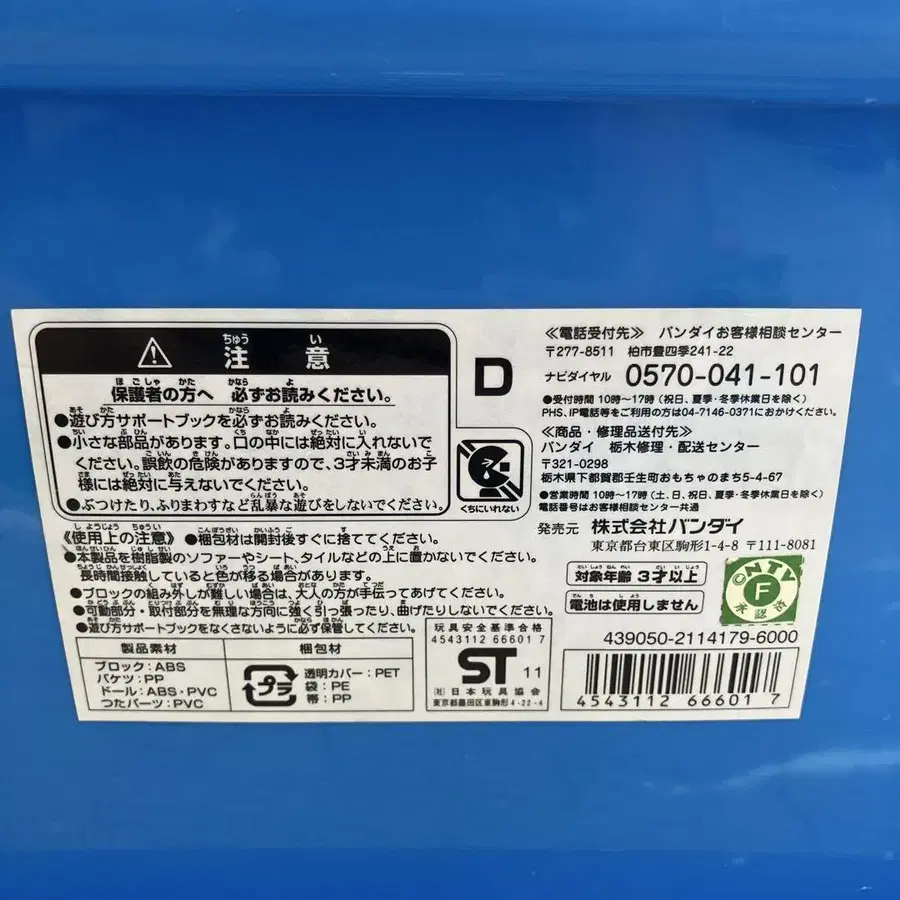 注意
保護者の方へ 必ずお読みください。
●遊び方サポートブックを必ずお読みください。
●小さな部品があります。口の中には絶対に入れないで
ください。誤飲の危険がありますので、3才未満のお子
様には絶対に与えないでください。
●ぶつけたり、ふりまわすなど乱暴な遊びをしないでください。
D
くちにいれない
《使用上の注意》 ●梱包材は開封後すぐに捨ててください。
●本製品を樹脂製のソファーやシート、タイルなどの上に置かないでください。
長時間接触していると色が移る場合があります。
●ブロックの組み外しが難しい場合は、大人の方が手伝ってあげてください。
●可動部分・取付部分を無理な方向に強く引っ張ったり、曲げたりしないでください。
●遊び方サポートブックをなくさないように必ず保管してください。
製品素材
ブロック:ABS
バケツ:PP
ドール:ABS・PVC
つたパーツ:PVC
梱包材
プラ
透明カバー:PET
袋:PE
帯:PP
玩具安全基準合格
4543112 66601 7
ST 11
(社)日本玩具協会
東京都墨田区東駒形4-22-4
≪電話受付先≫ バンダイお客様相談センター
〒277-8511 柏市豊四季241-22
ナビダイヤル 0570-041-101
●受付時間 10時〜17時(祝日、夏季・冬季休業日を除く)
PHS、IP電話等をご利用の方は04-7146-0371におかけください。
≪商品・修理品送付先≫
バンダイ 栃木修理・配送センター
〒321-0298
栃木県下都賀郡壬生町おもちゃのまち5-4-67
●営業時間 10時〜17時(土、日、祝日、夏季・冬季休業日を除く)
電話番号はお客様相談センター共通
発売元 株式会社バンダイ
東京都台東区駒形1-4-8 〒111-8081
対象年齢 3才以上
電池は使用しません
©NTV
F
承認済
439050-2114179-6000
4543112 66601 7